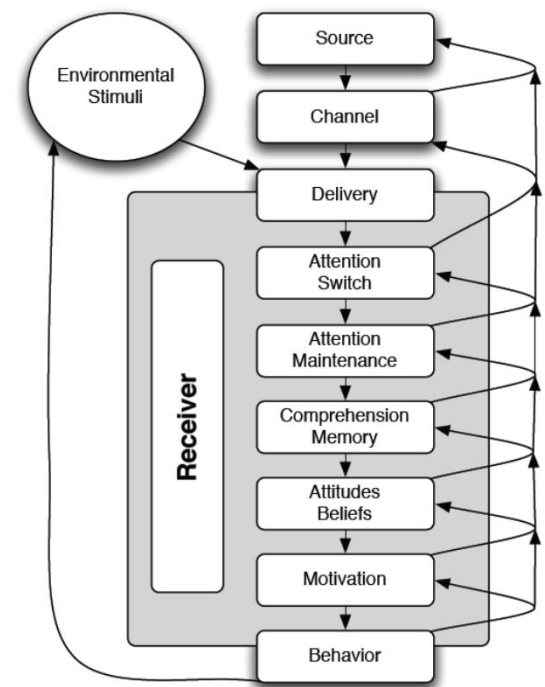 Source
Environmental
Stimuli
Channel
Delivery
Attention
Switch
Attention
Maintenance
Receiver
Comprehension
Memory
Attitudes
Beliefs
Motivation
Behavior